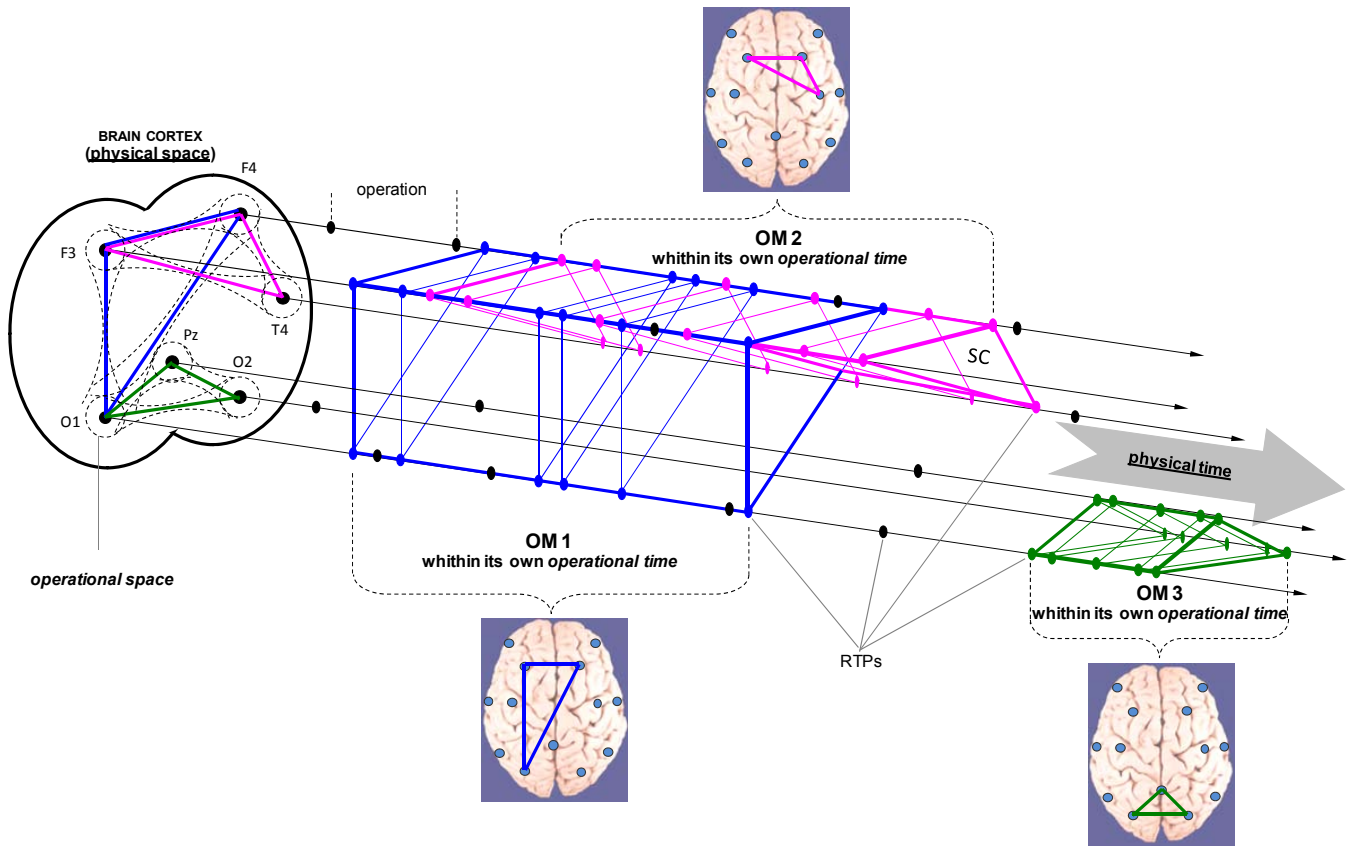 BRAIN CORTEX
(physical space)
F4
operation
F3
OM 2
whithin its own operational time
T4
Pz
O2
SC
O1
physical time
OM 1
whithin its own operational time
operational space
OM 3
whithin its own operational time
RTPs